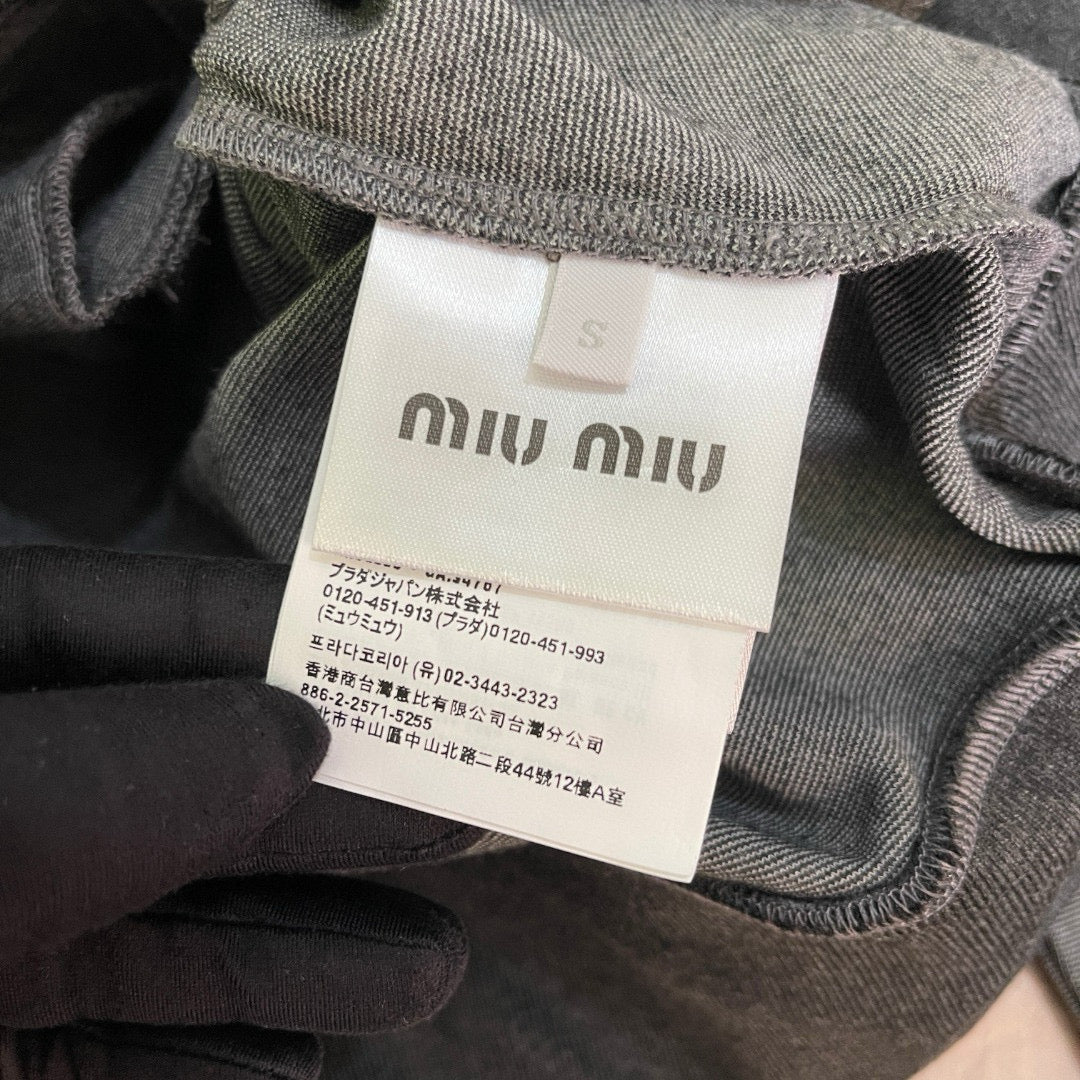 S
miu miu
CA:34787
プラダジャパン株式会社
0120-451-913(プラダ)0120-451-993
(ミュウミュウ)
프라다코리아 (유)02-3443-2323
香港商台灣意比有限公司台灣分公司
886-2-2571-5255
北市中山區中山北路二段44號12樓A室